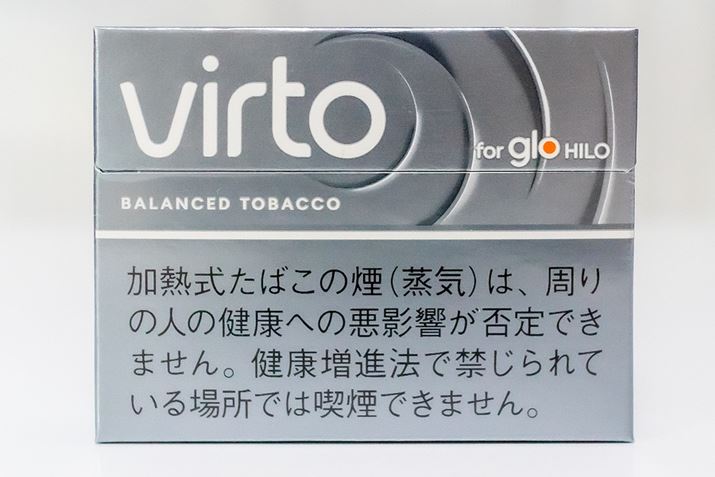 virto
for glo HILO
BALANCED TOBACCO
加熱式たばこの煙（蒸気）は、周り
の人の健康への悪影響が否定でき
ません。健康増進法で禁じられて
いる場所では喫煙できません。